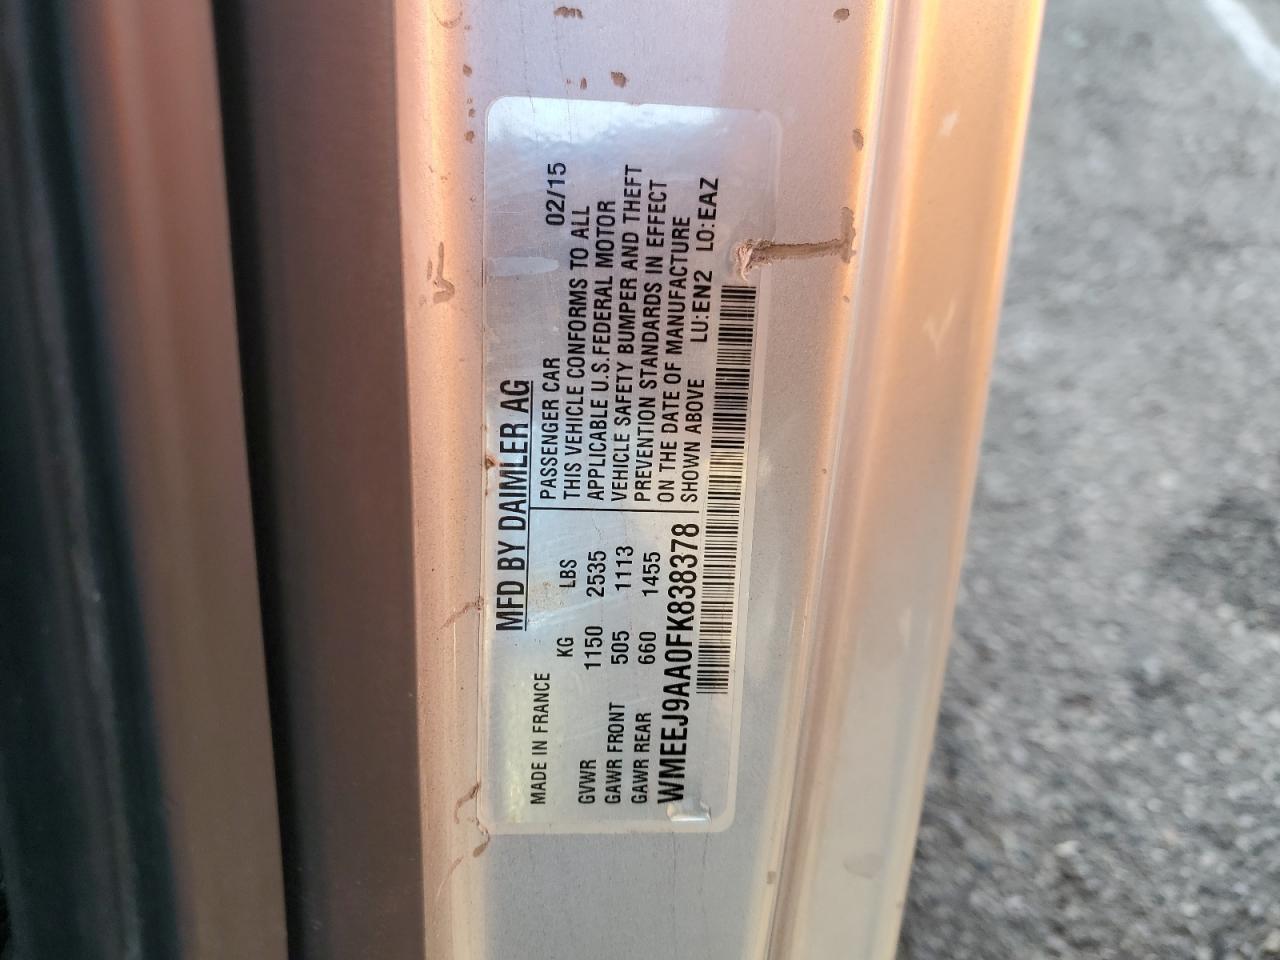 MFD BY DAIMLER AG
MADE IN FRANCE
KG LBS
GVWR 1150 2535
GAWR FRONT 505 1113
GAWR REAR 660 1455
WMEEJ9AA0FK838378
PASSENGER CAR 02/15
THIS VEHICLE CONFORMS TO ALL
APPLICABLE U.S.FEDERAL MOTOR
VEHICLE SAFETY BUMPER AND THEFT
PREVENTION STANDARDS IN EFFECT
ON THE DATE OF MANUFACTURE
SHOWN ABOVE LU:EN2 LO:EAZ